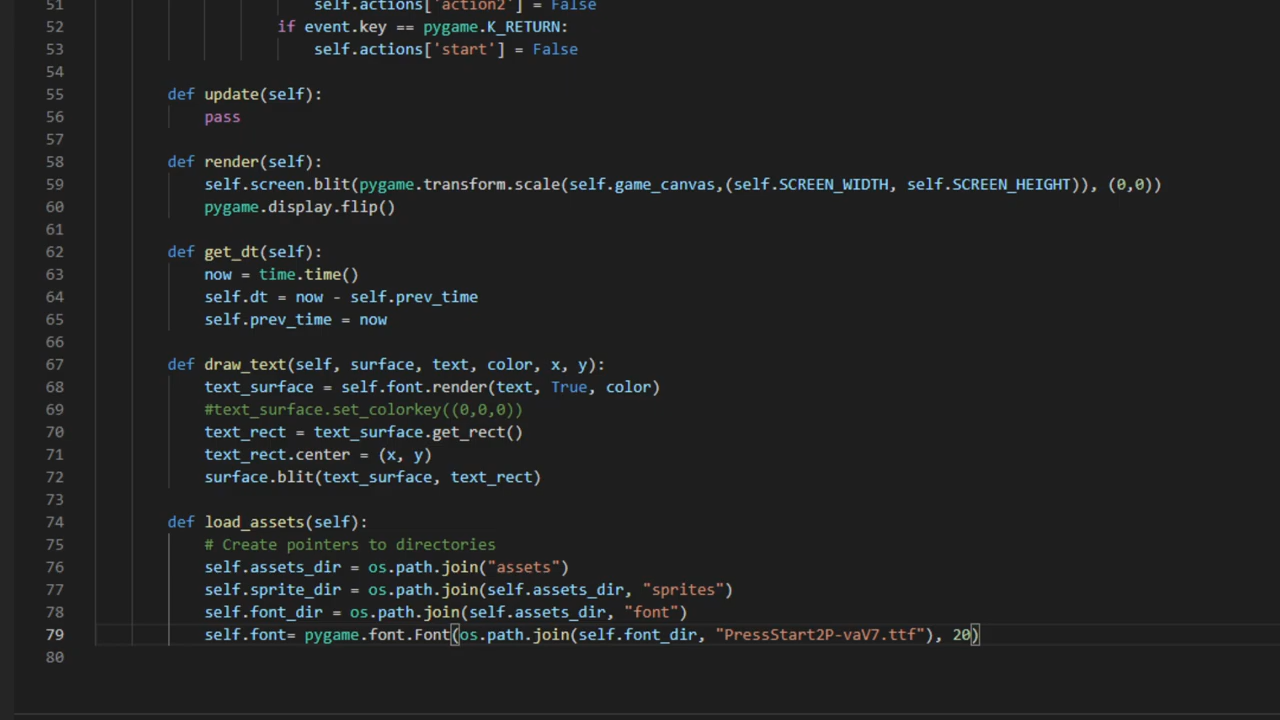 51 self.actions['action2'] = False
52 if event.key == pygame.K_RETURN:
53 self.actions['start'] = False
54
55 def update(self):
56 pass
57
58 def render(self):
59 self.screen.blit(pygame.transform.scale(self.game_canvas,(self.SCREEN_WIDTH, self.SCREEN_HEIGHT)), (0,0))
60 pygame.display.flip()
61
62 def get_dt(self):
63 now = time.time()
64 self.dt = now - self.prev_time
65 self.prev_time = now
66
67 def draw_text(self, surface, text, color, x, y):
68 text_surface = self.font.render(text, True, color)
69 #text_surface.set_colorkey((0,0,0))
70 text_rect = text_surface.get_rect()
71 text_rect.center = (x, y)
72 surface.blit(text_surface, text_rect)
73
74 def load_assets(self):
75 # Create pointers to directories
76 self.assets_dir = os.path.join("assets")
77 self.sprite_dir = os.path.join(self.assets_dir, "sprites")
78 self.font_dir = os.path.join(self.assets_dir, "font")
79 self.font= pygame.font.Font(os.path.join(self.font_dir, "PressStart2P-vaV7.ttf"), 20)
80